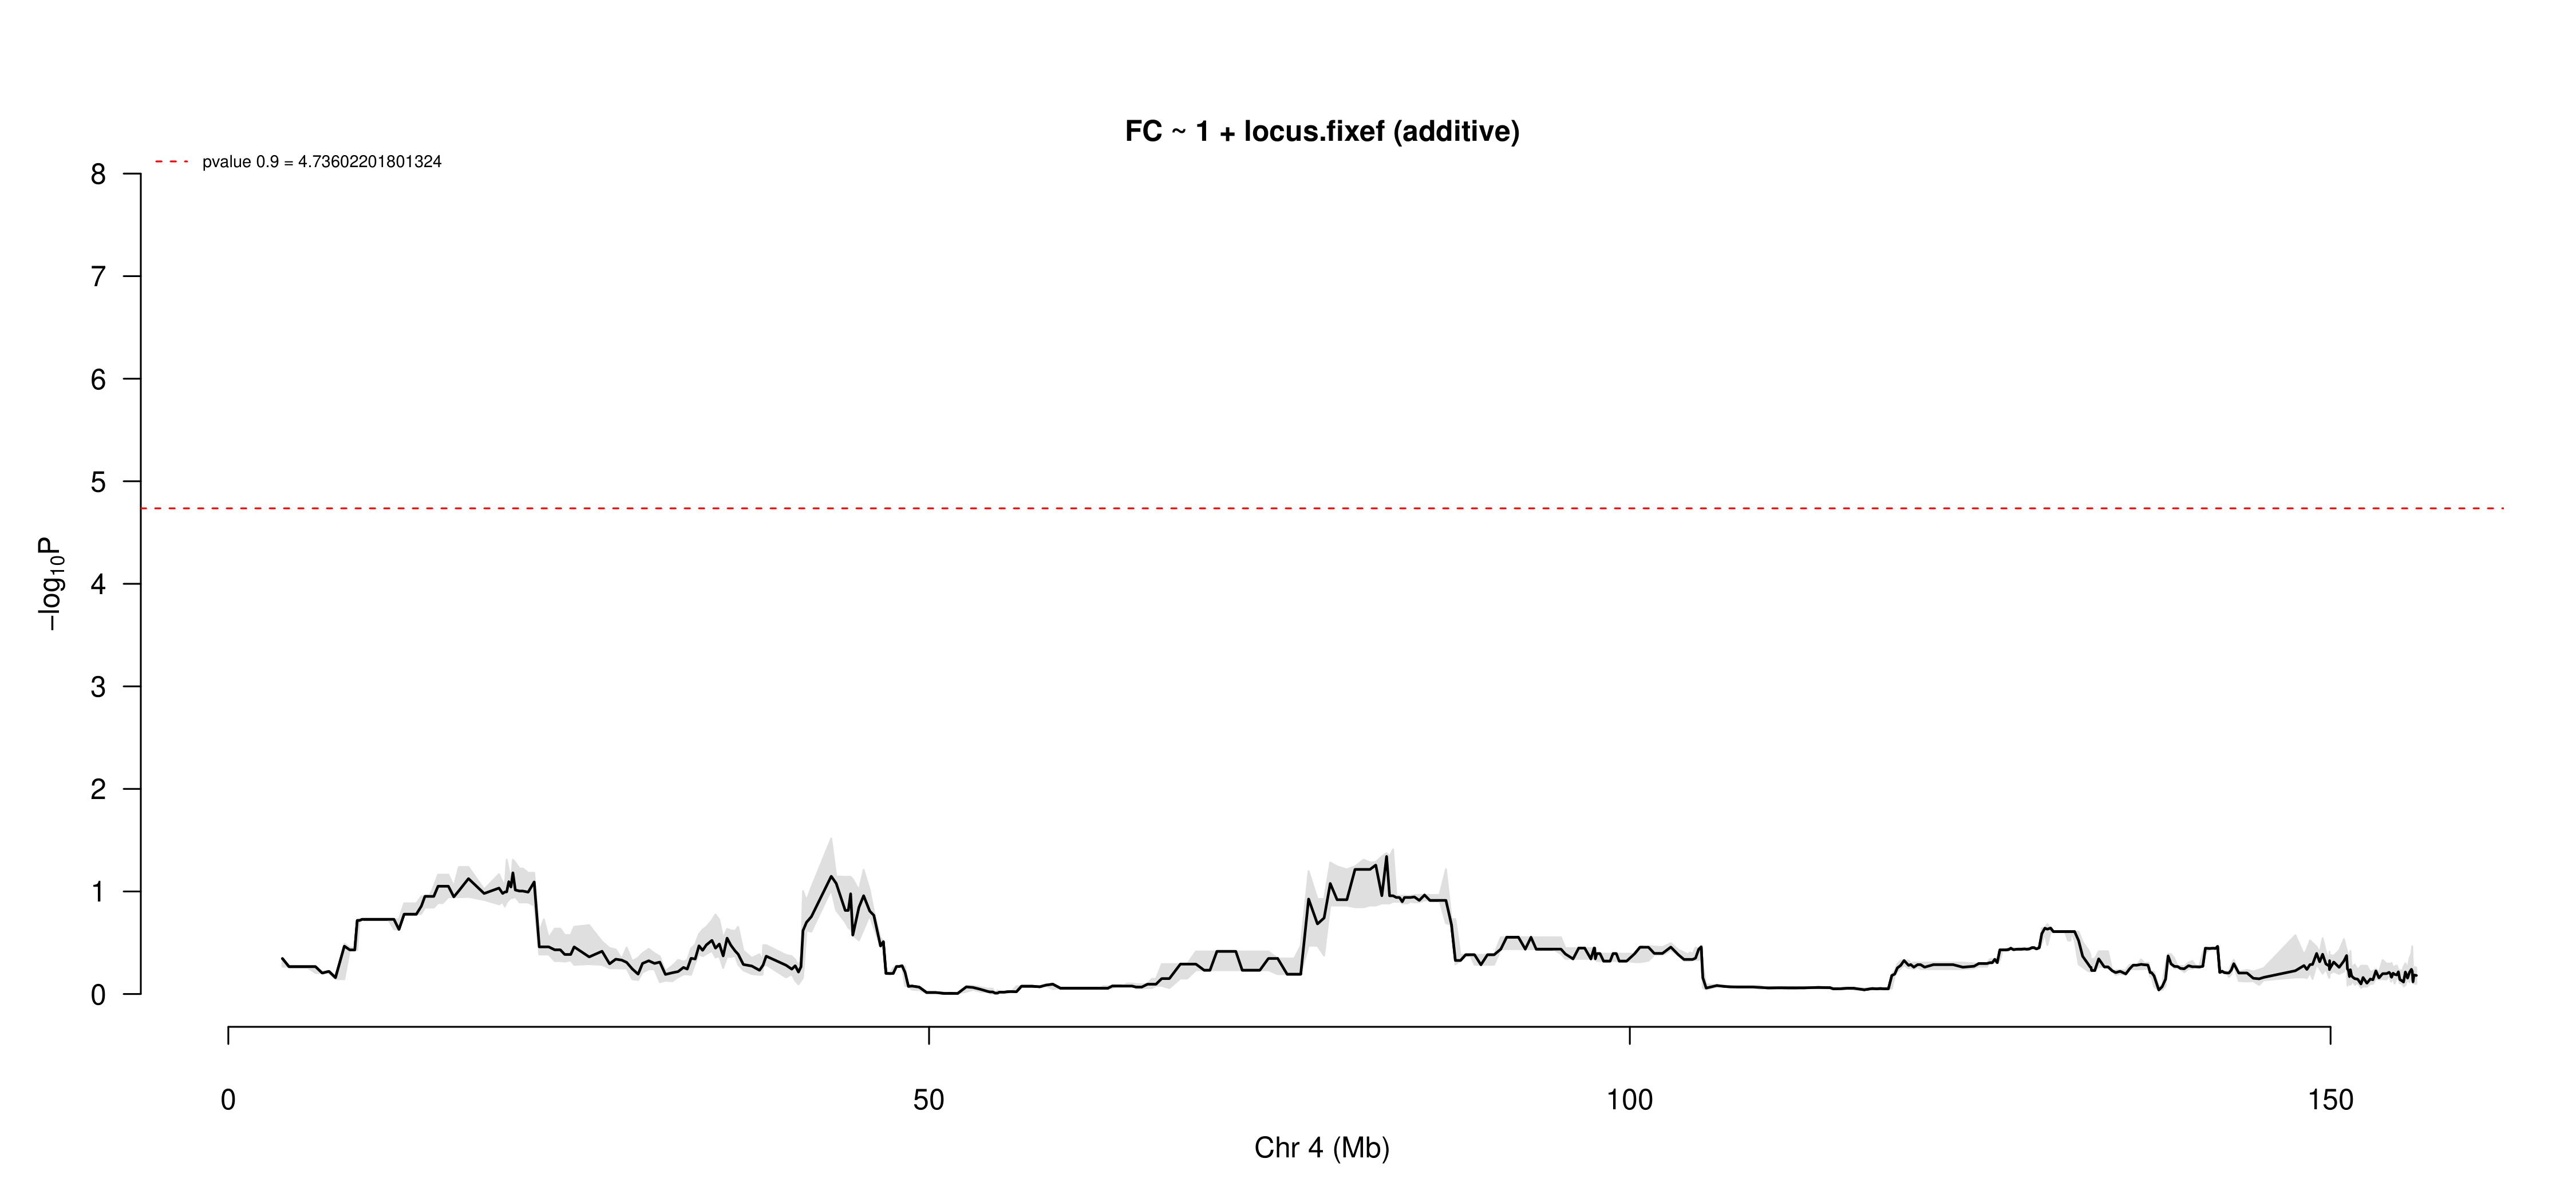 FC ~ 1 + locus.fixef (additive)
pvalue 0.9 = 4.73602201801324
8
7
6
5
4
3
2
1
0
−log10P
0 50 100 150
Chr 4 (Mb)